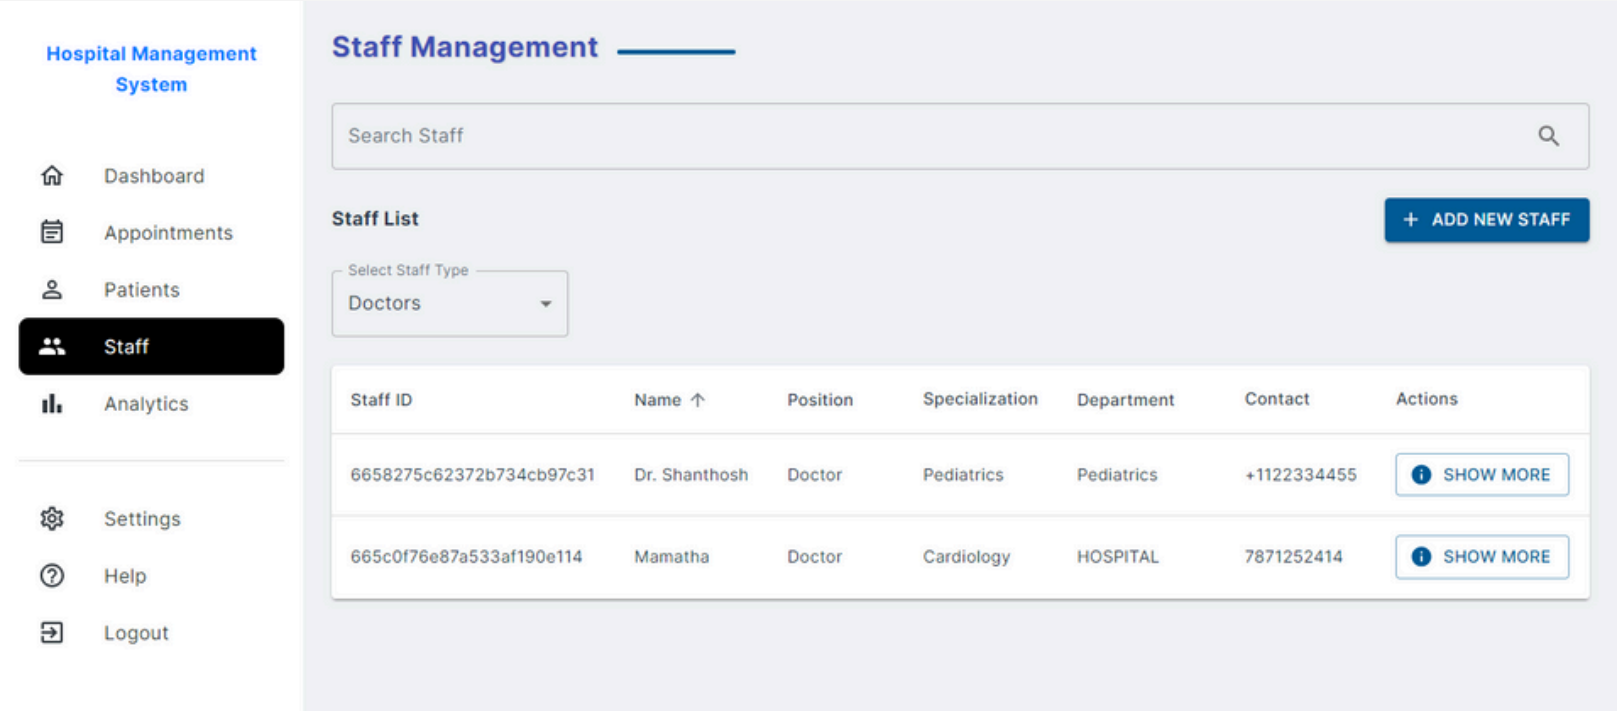 Hospital Management
System
Dashboard
Appointments
Patients
Staff
Analytics
Settings
Help
Logout
Staff Management
Search Staff
Staff List
+ ADD NEW STAFF
Select Staff Type
Doctors
Staff ID Name ↑ Position Specialization Department Contact Actions
6658275c62372b734cb97c31 Dr. Shanthosh Doctor Pediatrics Pediatrics +1122334455 SHOW MORE
665c0f76e87a533af190e114 Mamatha Doctor Cardiology HOSPITAL 7871252414 SHOW MORE